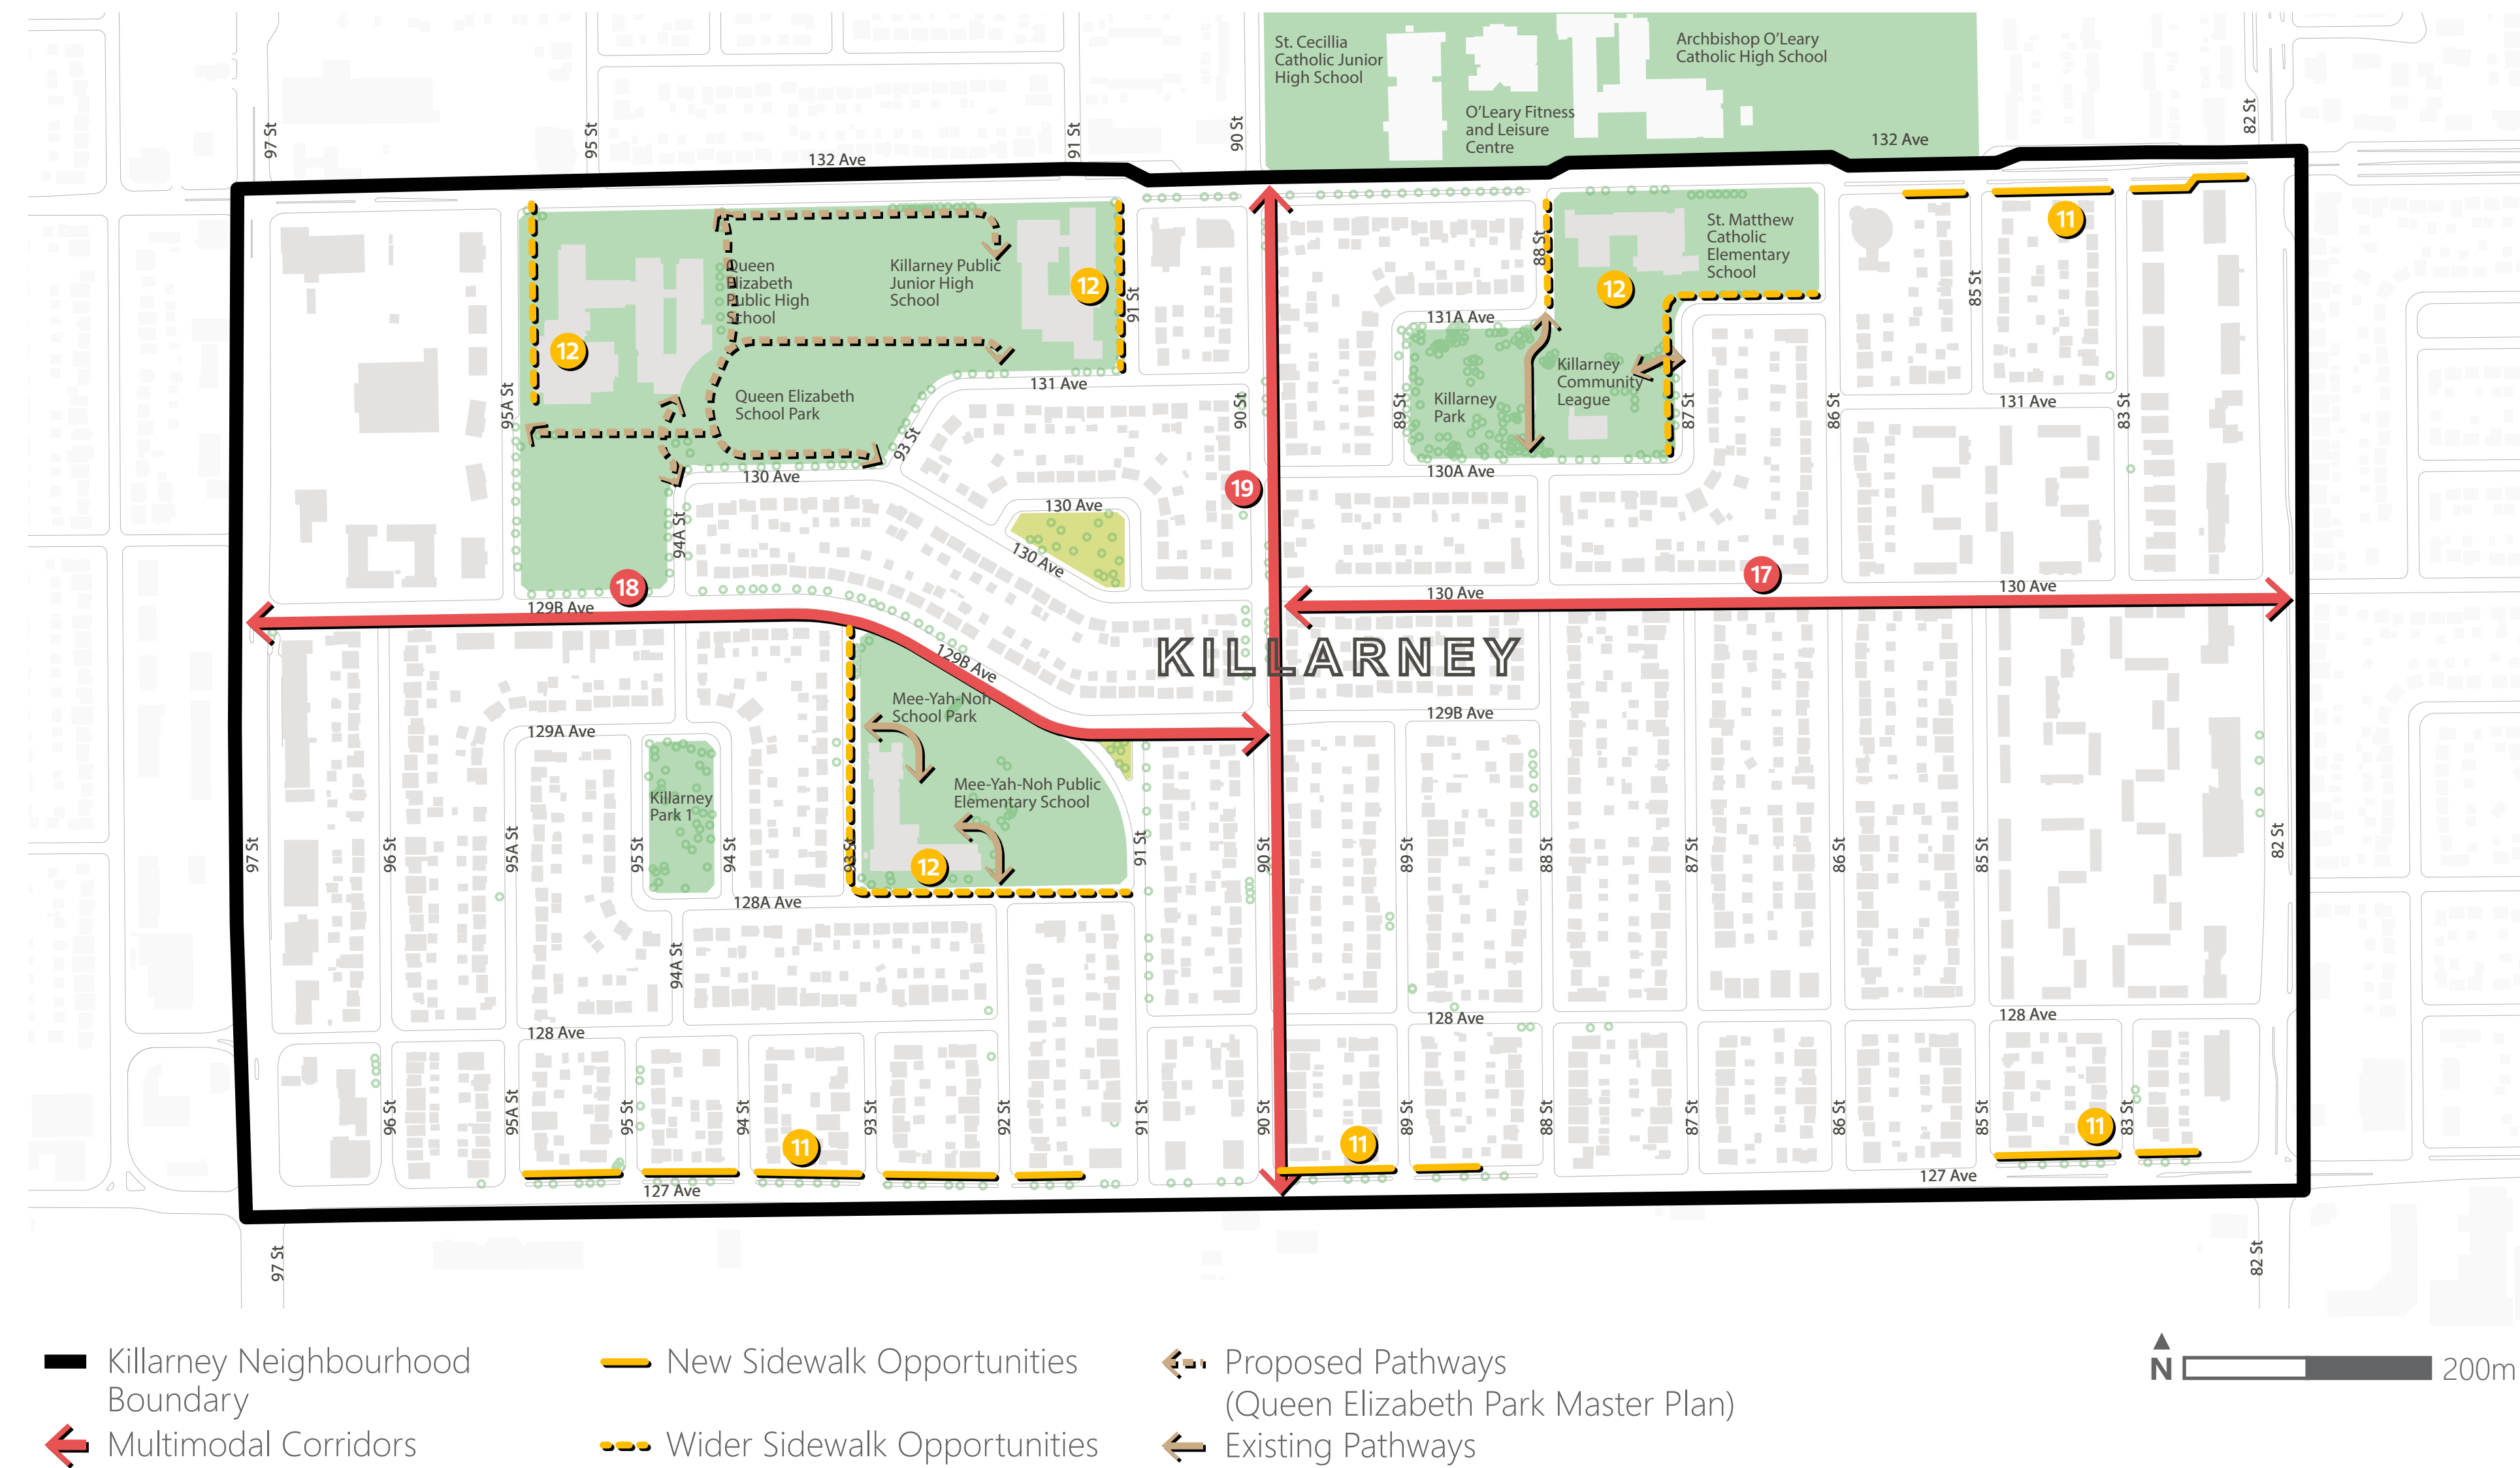 St. Cecillia
Catholic Junior
High School
Archbishop O'Leary
Catholic High School
O'Leary Fitness
and Leisure
Centre
97 St
95 St
91 St
90 St
82 St
132 Ave
132 Ave
St. Matthew
Catholic
Elementary
School
11
88 St
12
85 St
Queen
Elizabeth
Public High
School
Killarney Public
Junior High
School
12
91 St
12
131A Ave
Killarney
Community
League
131 Ave
Queen Elizabeth
School Park
95A St
90 St
89 St
Killarney
Park
87 St
86 St
131 Ave
83 St
93 St
130 Ave
130A Ave
19
130 Ave
94A St
130 Ave
18
17
129B Ave
130 Ave
130 Ave
KILLARNEY
129B Ave
Mee-Yah-Noh
School Park
129B Ave
129A Ave
Killarney
Park 1
Mee-Yah-Noh Public
Elementary School
97 St
96 St
95A St
95 St
94 St
93 St
12
91 St
90 St
89 St
88 St
87 St
86 St
85 St
82 St
128A Ave
94A St
128 Ave
128 Ave
128 Ave
96 St
95A St
95 St
94 St
11
93 St
92 St
91 St
90 St
11
89 St
88 St
87 St
86 St
85 St
11
83 St
127 Ave
127 Ave
97 St
82 St
Killarney Neighbourhood
Boundary
Multimodal Corridors
New Sidewalk Opportunities
Wider Sidewalk Opportunities
Proposed Pathways
(Queen Elizabeth Park Master Plan)
Existing Pathways
N
200m